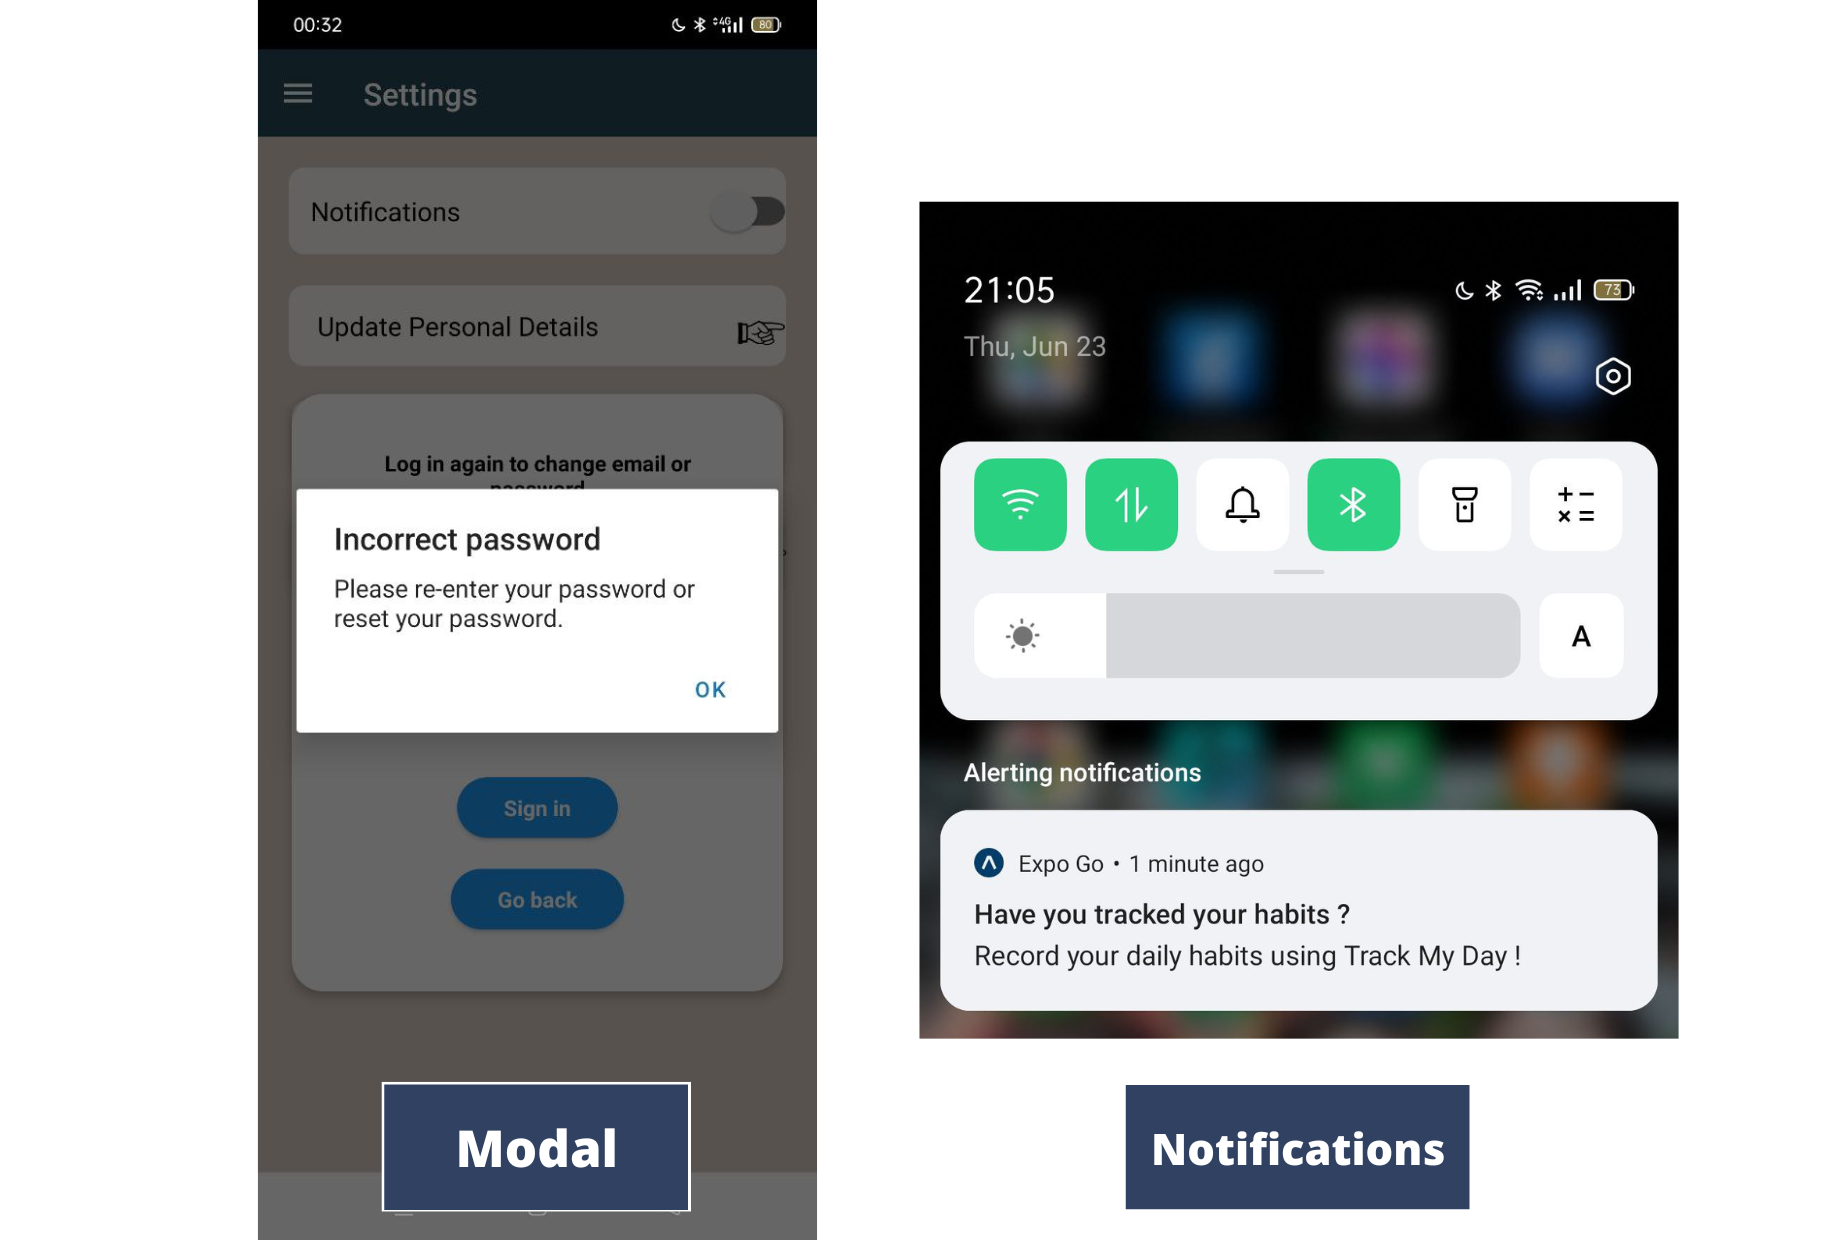 00:32
4G
80
Settings
Notifications
Update Personal Details
Log in again to change email or
password
Incorrect password
Please re-enter your password or
reset your password.
OK
Sign in
Go back
Modal
21:05
73
Thu, Jun 23
A
Alerting notifications
Expo Go • 1 minute ago
Have you tracked your habits ?
Record your daily habits using Track My Day !
Notifications